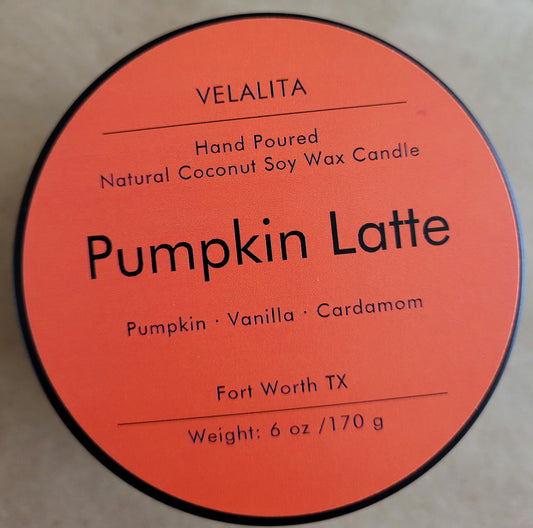 VELALITA
Hand Poured
Natural Coconut Soy Wax Candle
Pumpkin Latte
Pumpkin · Vanilla · Cardamom
Fort Worth TX
Weight: 6 oz /170 g